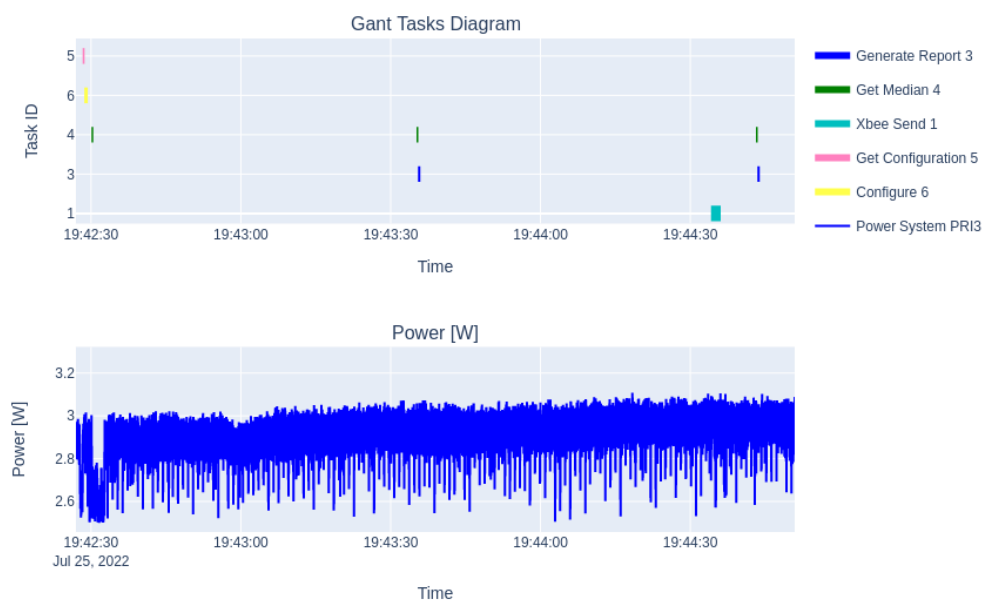 Gant Tasks Diagram
5
6
4
3
1
Task ID
19:42:30 19:43:00 19:43:30 19:44:00 19:44:30
Time
Generate Report 3
Get Median 4
Xbee Send 1
Get Configuration 5
Configure 6
Power System PRI3
Power [W]
3.2
3
2.8
2.6
Power [W]
19:42:30 19:43:00 19:43:30 19:44:00 19:44:30
Jul 25, 2022
Time